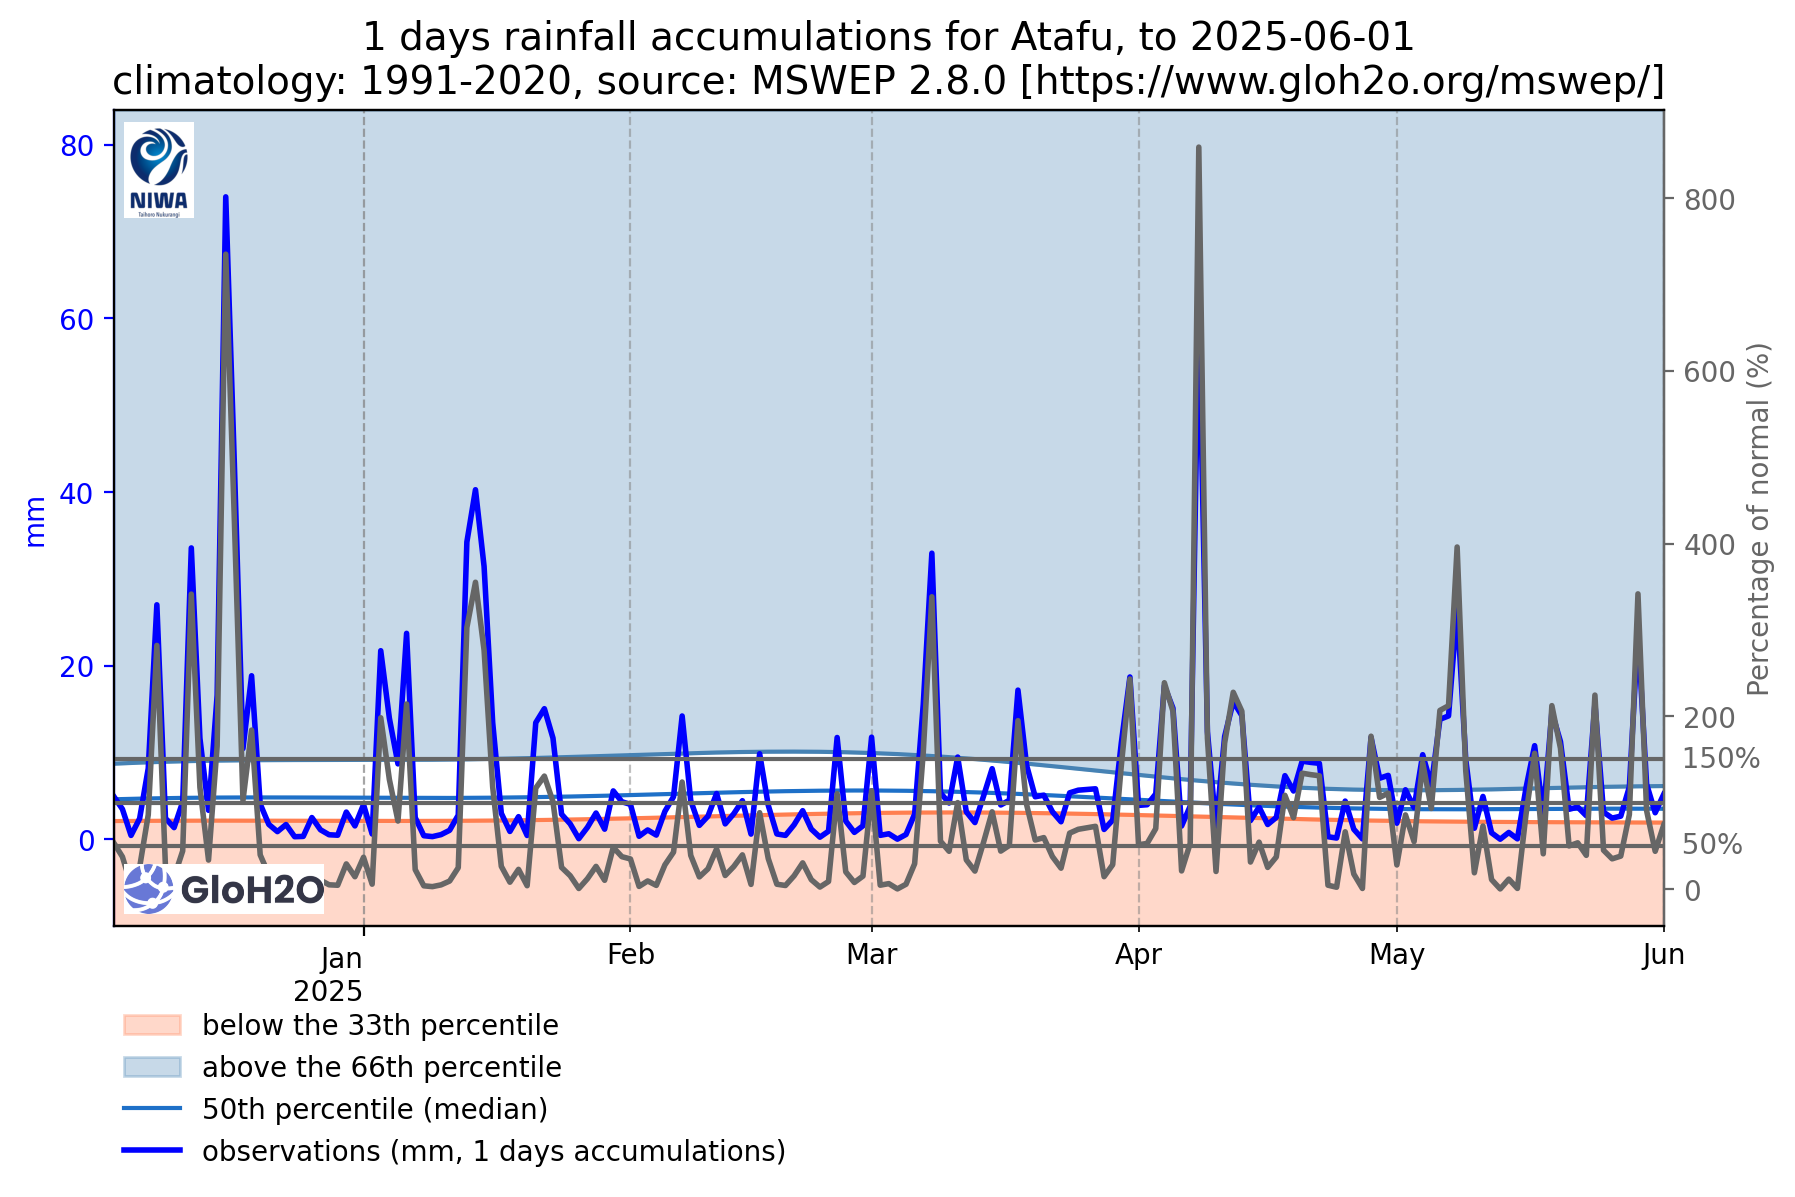 1 days rainfall accumulations for Atafu, to 2025-06-01
climatology: 1991-2020, source: MSWEP 2.8.0 [https://www.gloh2o.org/mswep/]
NIWA
Taihoro Nukurangi
80
60
40
20
0
mm
800
600
400
200
150%
50%
0
Percentage of normal (%)
GloH2O
Jan
2025
Feb
Mar
Apr
May
Jun
below the 33th percentile
above the 66th percentile
50th percentile (median)
observations (mm, 1 days accumulations)